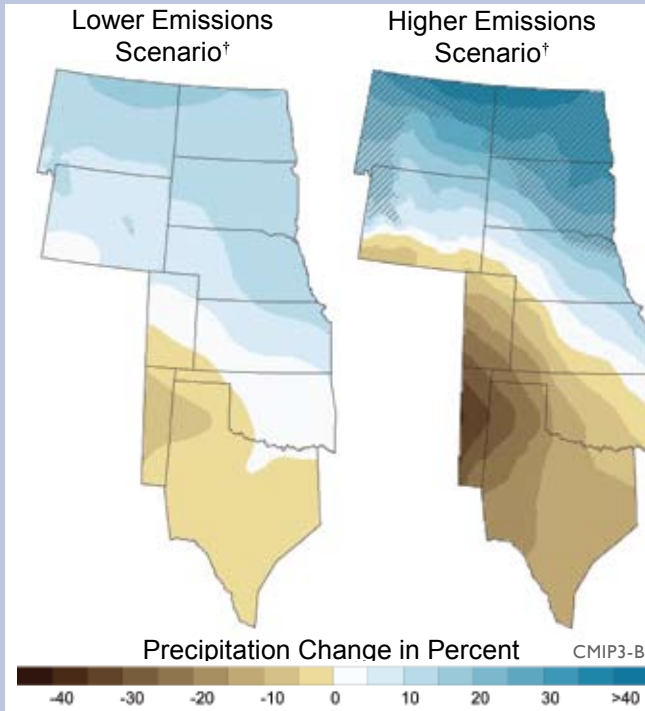 Lower Emissions
Scenario†
Higher Emissions
Scenario†
Precipitation Change in Percent
CMIP3-B
-40 -30 -20 -10 0 10 20 30 >40